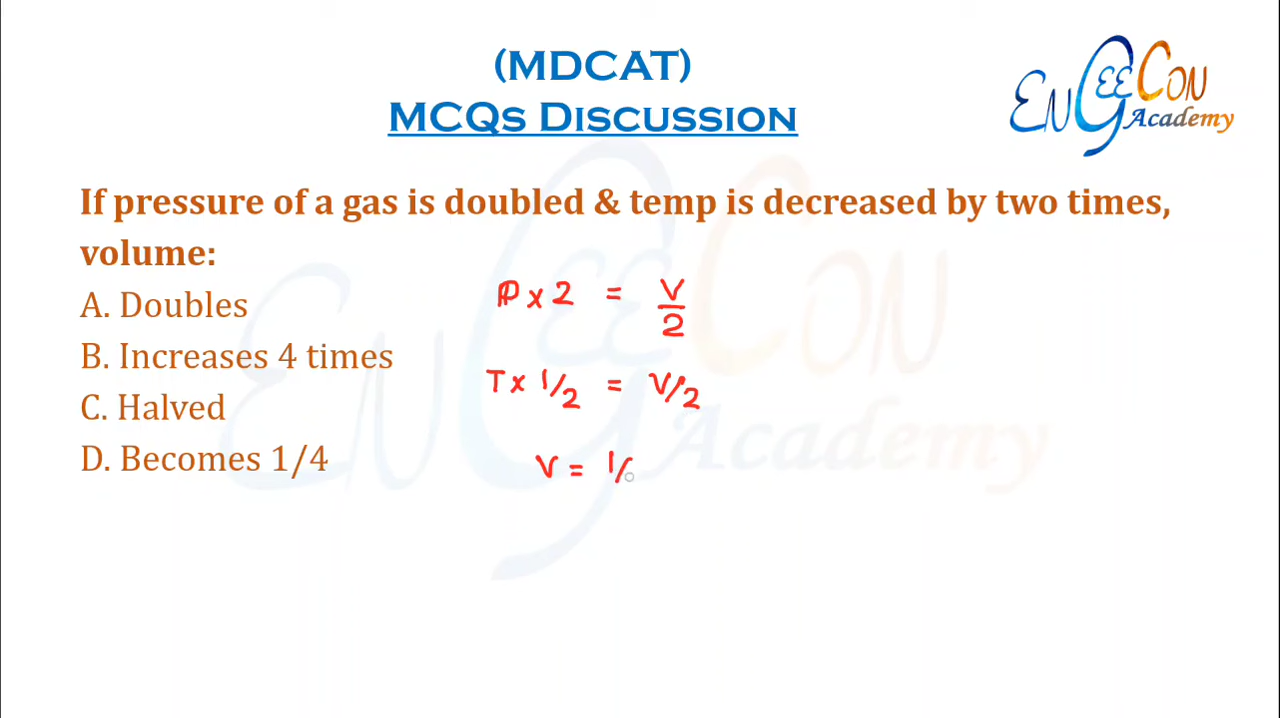 (MDCAT)
MCQs Discussion
EnGeeCon
Academy
If pressure of a gas is doubled & temp is decreased by two times,
volume:
A. Doubles
B. Increases 4 times
C. Halved
D. Becomes 1/4
P x 2 = V/2
T x 1/2 = V/2
V = 1/